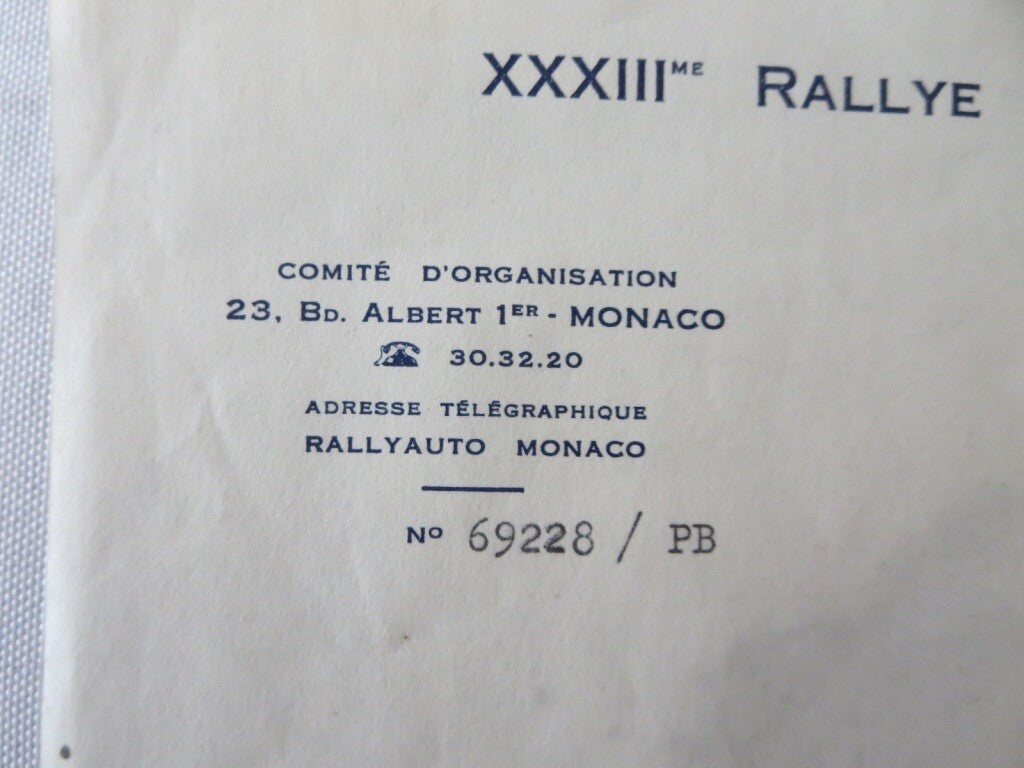 XXXIIIME RALLYE
COMITÉ D'ORGANISATION
23, BD. ALBERT 1ER - MONACO
30.32.20
ADRESSE TÉLÉGRAPHIQUE
RALLYAUTO MONACO
Nº 69228 / PB